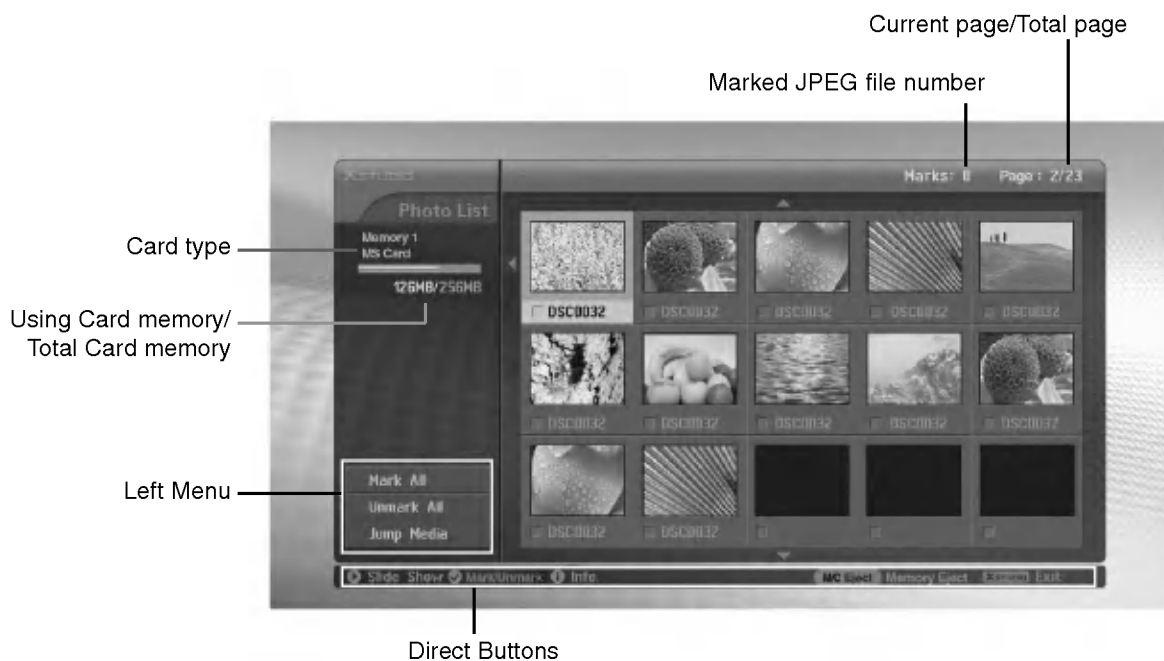 Current page/Total page
Marked JPEG file number
Marks: 0 Page : 2/23
Photo List
Card type
Memory 1
MS Card
126MB/256MB
Using Card memory/
Total Card memory
DSC0032 DSC0032 DSC0032 DSC0032 DSC0032
DSC0032 DSC0032 DSC0032 DSC0032 DSC0032
DSC0032 DSC0032
Left Menu
Mark All
Unmark All
Jump Media
Slide Show Mark/Unmark Info. MC Eject Memory Eject Exit
Direct Buttons